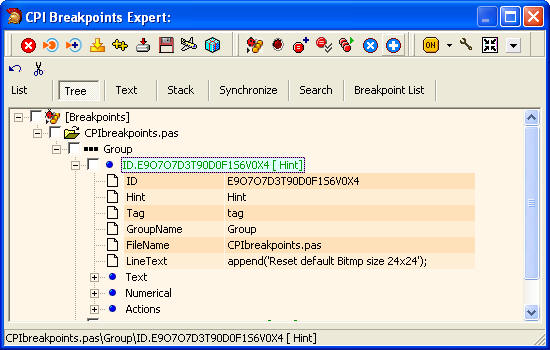 CPI Breakpoints Expert:
ON
List Tree Text Stack Synchronize Search Breakpoint List
[Breakpoints]
CPIbreakpoints.pas
Group
ID.E9O7O7D3T90D0F1S6V0X4 [ Hint]
ID E9O7O7D3T90D0F1S6V0X4
Hint Hint
Tag tag
GroupName Group
FileName CPIbreakpoints.pas
LineText append('Reset default Bitmp size 24x24');
Text
Numerical
Actions
CPIbreakpoints.pas\Group\ID.E9O7O7D3T90D0F1S6V0X4 [ Hint]